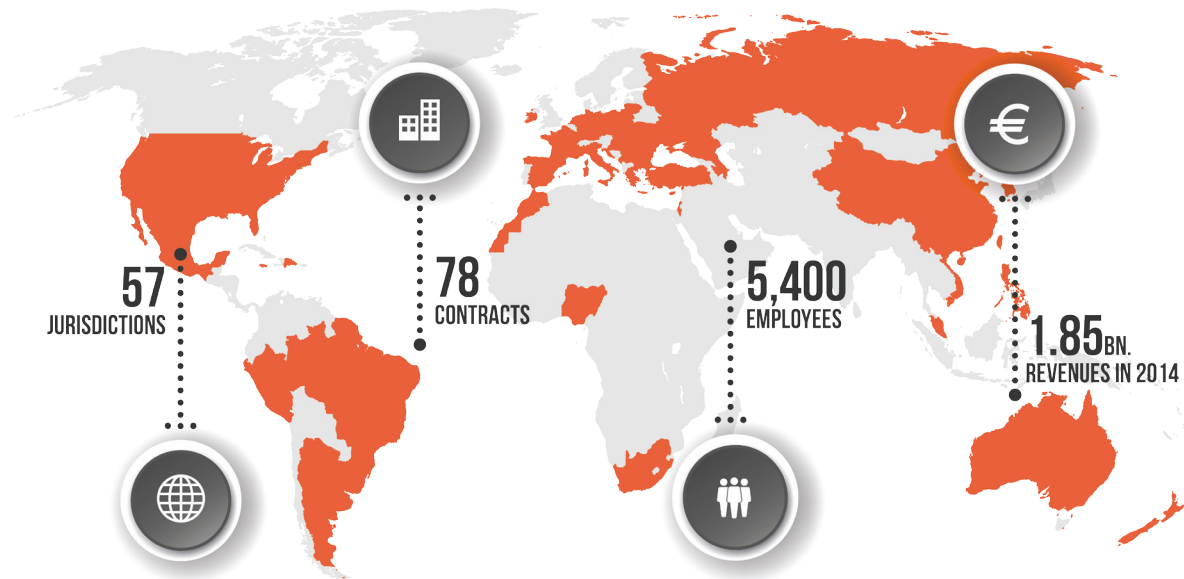 57
JURISDICTIONS
78
CONTRACTS
5,400
EMPLOYEES
€
1.85BN.
REVENUES IN 2014